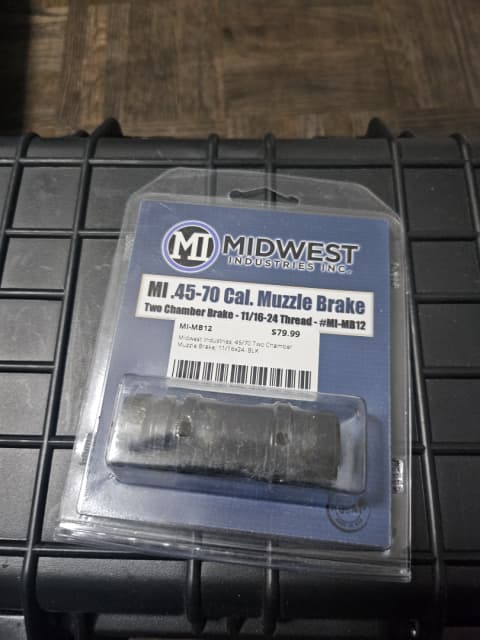 MI
MIDWEST
INDUSTRIES INC.
MI .45-70 Cal. Muzzle Brake
Two Chamber Brake - 11/16-24 Thread - #MI-MB12
MI-MB12 $79.99
Midwest Industries, 45/70 Two Chamber
Muzzle Brake, 11/16x24, BLK